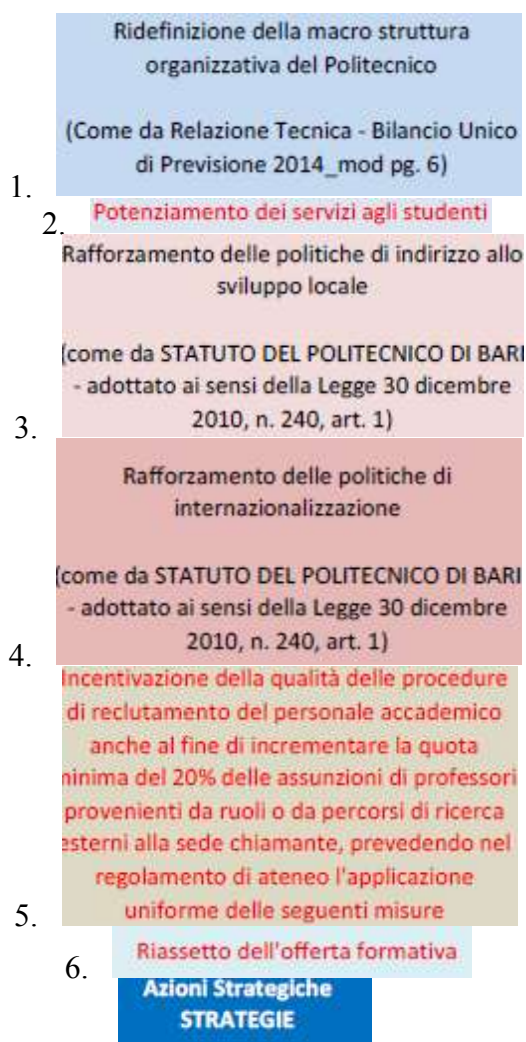 Ridefinizione della macro struttura
organizzativa del Politecnico
(Come da Relazione Tecnica - Bilancio Unico
di Previsione 2014_mod pg. 6)
1.
2. Potenziamento dei servizi agli studenti
Rafforzamento delle politiche di indirizzo allo
sviluppo locale
(come da STATUTO DEL POLITECNICO DI BARI
- adottato ai sensi della Legge 30 dicembre
3. 2010, n. 240, art. 1)
Rafforzamento delle politiche di
internazionalizzazione
(come da STATUTO DEL POLITECNICO DI BARI
- adottato ai sensi della Legge 30 dicembre
2010, n. 240, art. 1)
4.
Incentivazione della qualità delle procedure
di reclutamento del personale accademico
anche al fine di incrementare la quota
minima del 20% delle assunzioni di professori
provenienti da ruoli o da percorsi di ricerca
esterni alla sede chiamante, prevedendo nel
regolamento di ateneo l'applicazione
5. uniforme delle seguenti misure
6. Riassetto dell'offerta formativa
Azioni Strategiche
STRATEGIE